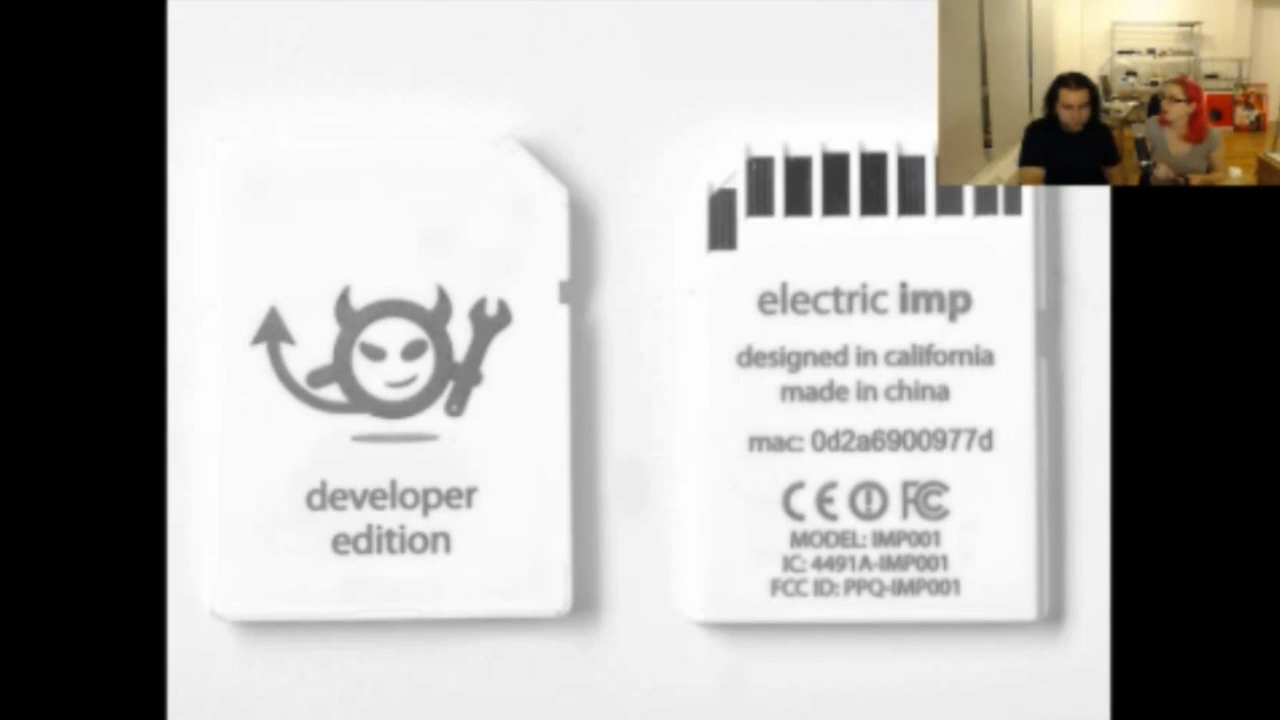 developer
edition
electric imp
designed in california
made in china
mac: 0d2a6900977d
CE FC
MODEL: IMP001
IC: 4491A-IMP001
FCC ID: PPQ-IMP001